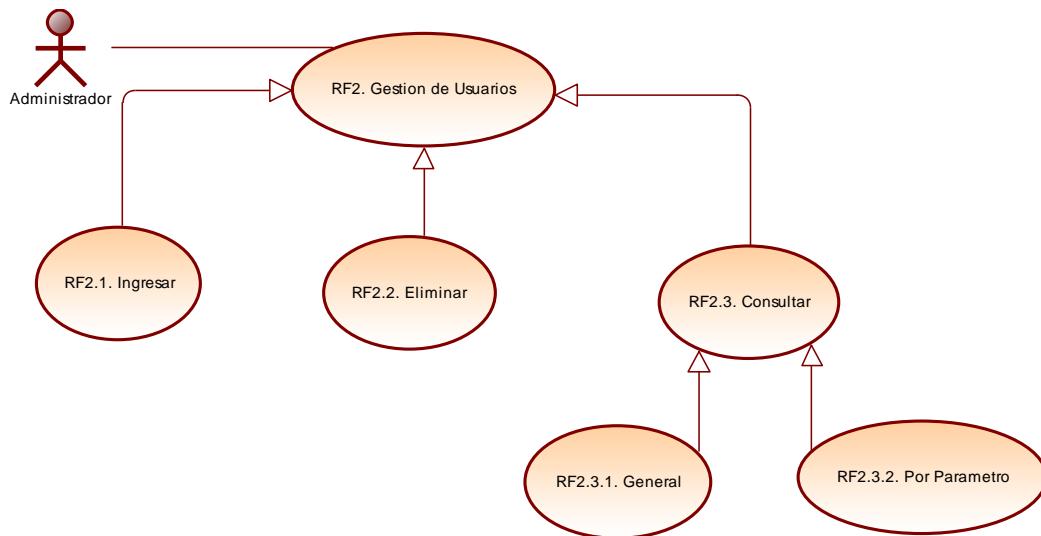 RF2. Gestion de Usuarios
Administrador
RF2.1. Ingresar
RF2.2. Eliminar
RF2.3. Consultar
RF2.3.1. General
RF2.3.2. Por Parametro